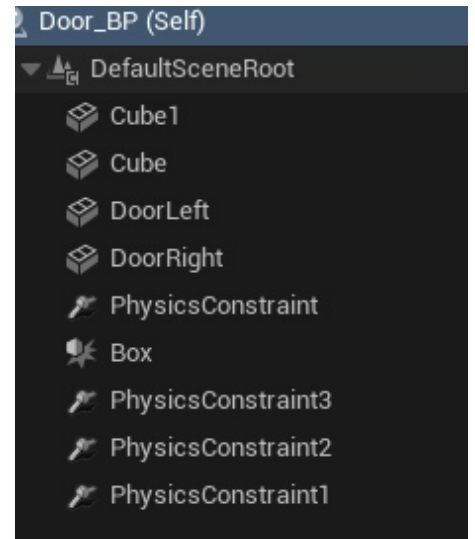 Door_BP (Self)
DefaultSceneRoot
Cube1
Cube
DoorLeft
DoorRight
PhysicsConstraint
Box
PhysicsConstraint3
PhysicsConstraint2
PhysicsConstraint1